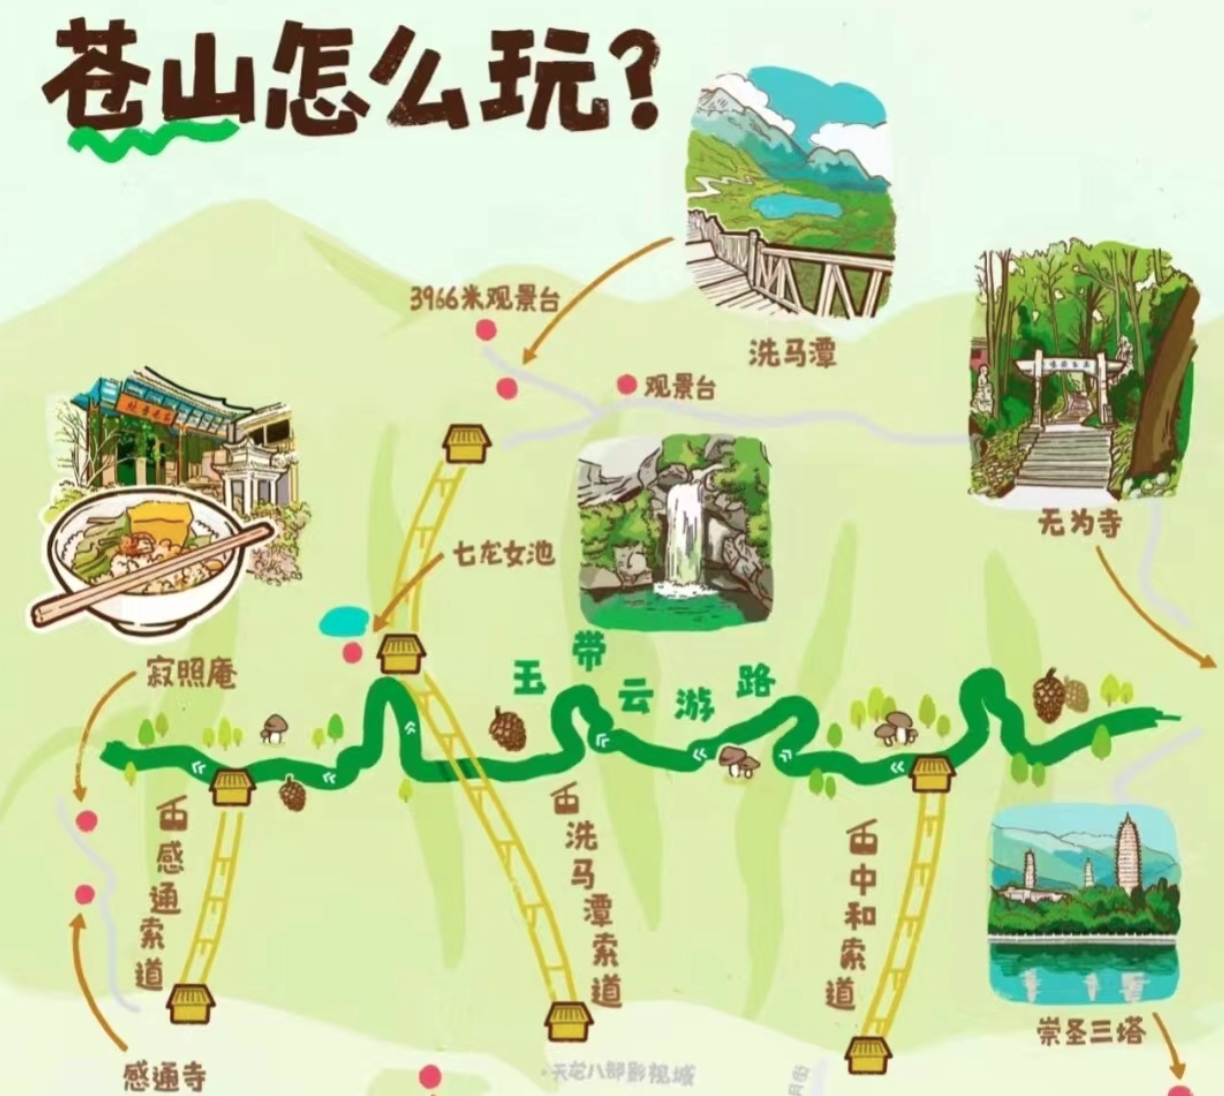 苍山怎么玩?
3966米观景台
洗马潭
观景台
无为寺
七龙女池
寂照庵
玉带云游路
感通索道
洗马潭索道
中和索道
崇圣三塔
感通寺
·天龙八部影视城